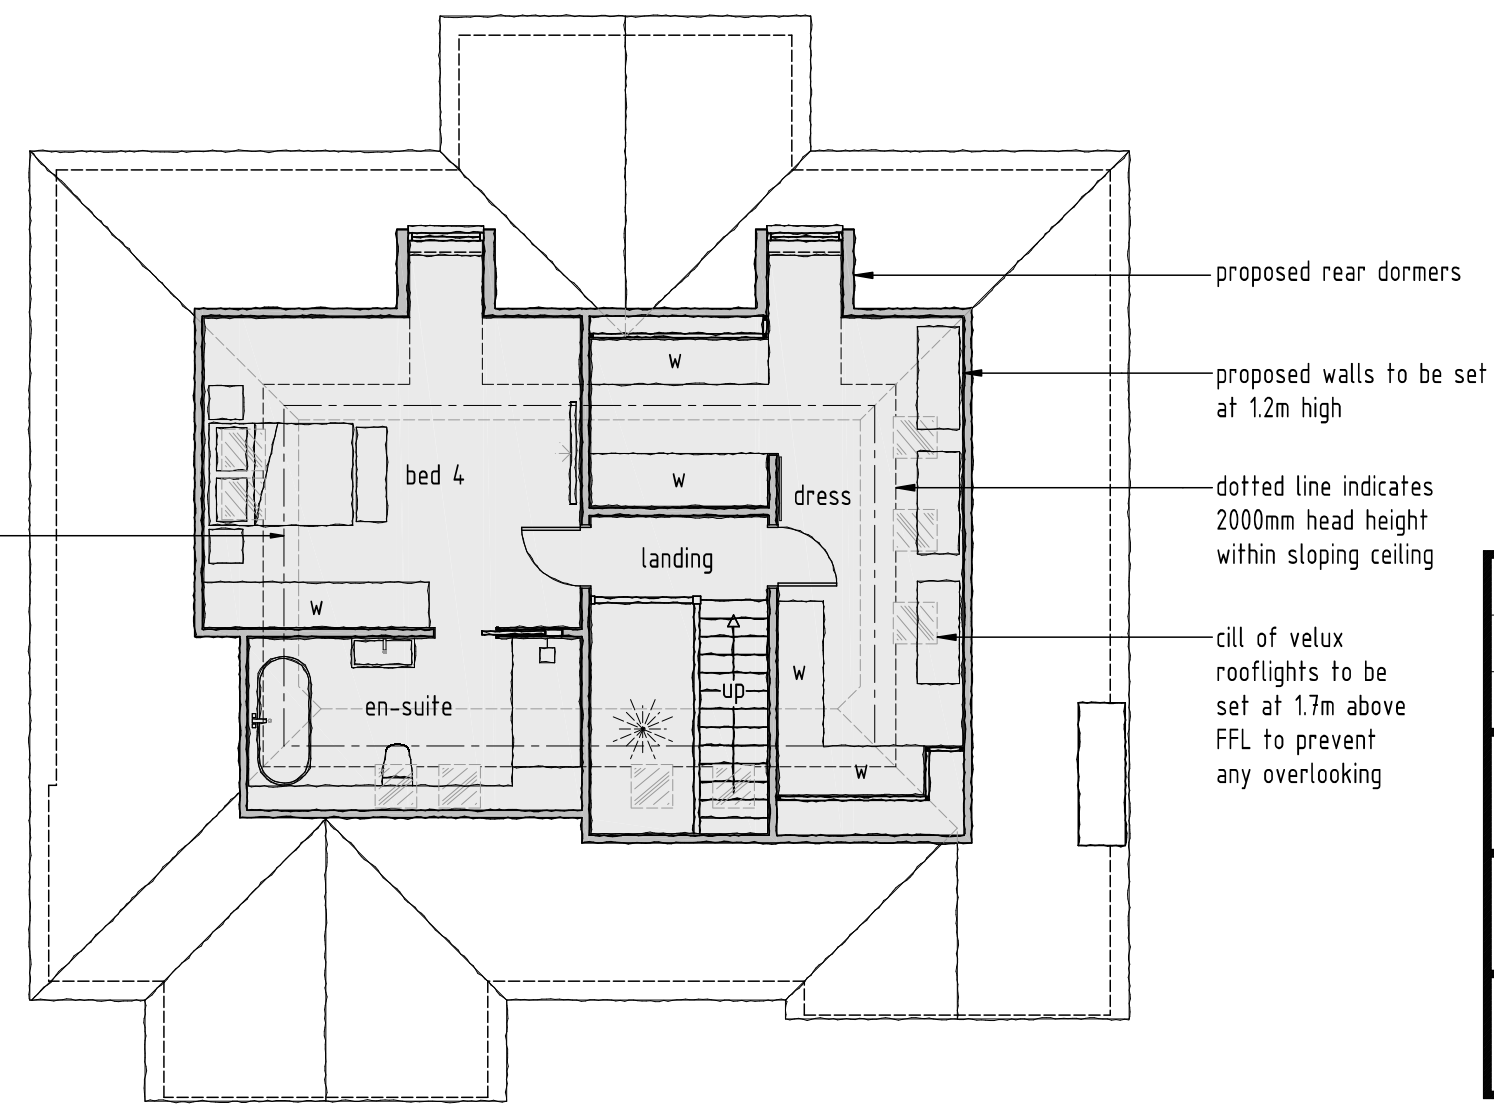 proposed rear dormers
proposed walls to be set
at 1.2m high
W
bed 4
W
dress
dotted line indicates
2000mm head height
within sloping ceiling
landing
W
cill of velux
rooflights to be
set at 1.7m above
FFL to prevent
any overlooking
W
up
en-suite
W